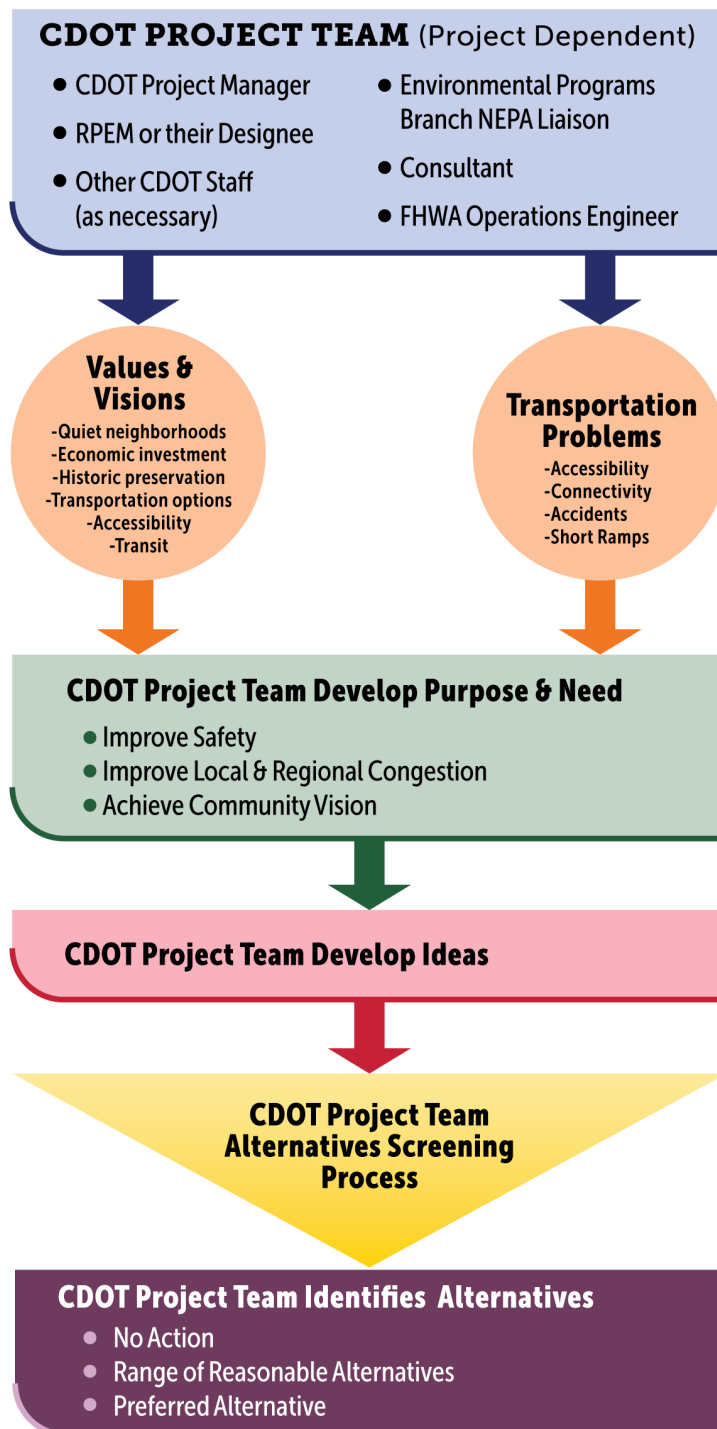 CDOT PROJECT TEAM (Project Dependent)
● CDOT Project Manager
● RPEM or their Designee
● Other CDOT Staff
(as necessary)
● Environmental Programs
Branch NEPA Liaison
● Consultant
● FHWA Operations Engineer
Values &
Visions
-Quiet neighborhoods
-Economic investment
-Historic preservation
-Transportation options
-Accessibility
-Transit
Transportation
Problems
-Accessibility
-Connectivity
-Accidents
-Short Ramps
CDOT Project Team Develop Purpose & Need
● Improve Safety
● Improve Local & Regional Congestion
● Achieve Community Vision
CDOT Project Team Develop Ideas
CDOT Project Team
Alternatives Screening
Process
CDOT Project Team Identifies Alternatives
● No Action
● Range of Reasonable Alternatives
● Preferred Alternative